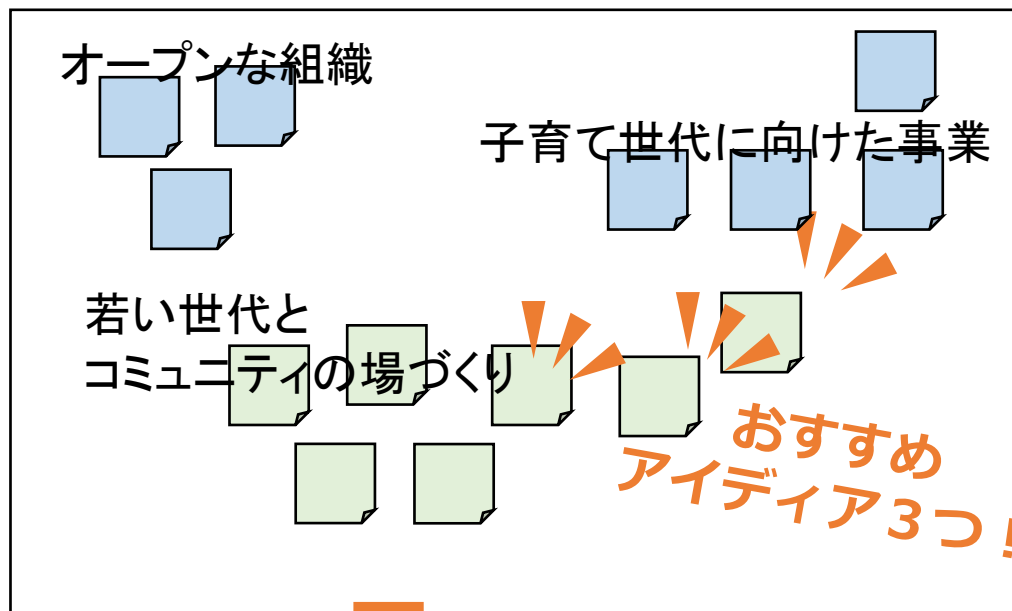 オープンな組織
子育て世代に向けた事業
若い世代と
コミュニティの場づくり
おすすめ
アイディア３つ！